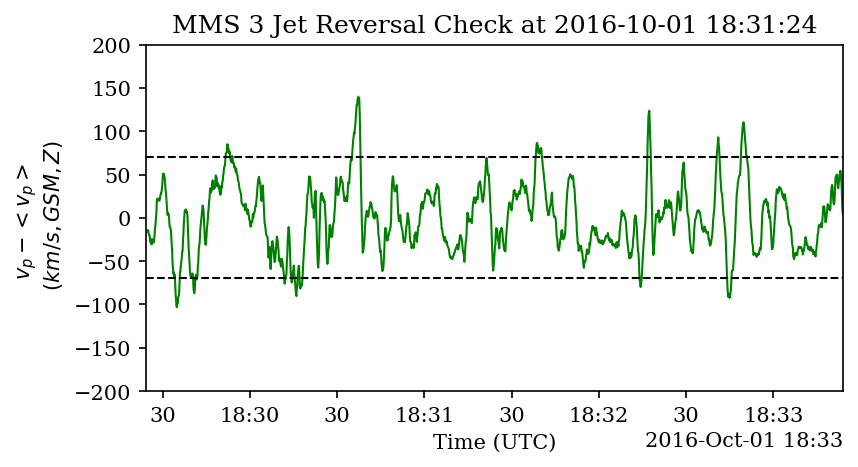 MMS 3 Jet Reversal Check at 2016-10-01 18:31:24
200
150
100
50
0
−50
−100
−150
−200
v_p − < v_p >
(km/s, GSM, Z)
30 18:30 30 18:31 30 18:32 30 18:33
Time (UTC)
2016-Oct-01 18:33